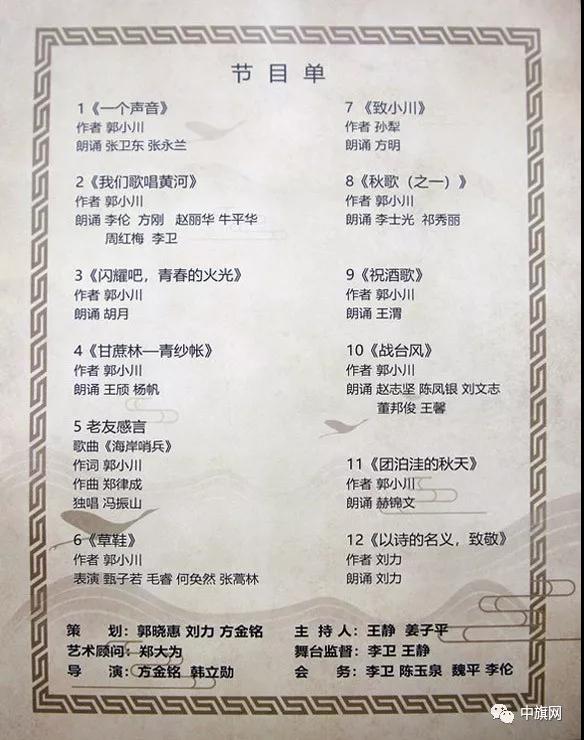 节目单
1《一个声音》
作者 郭小川
朗诵 张卫东 张永兰
2《我们歌唱黄河》
作者 郭小川
朗诵 李伦 方刚 赵丽华 牛平华
周红梅 李卫
3《闪耀吧，青春的火光》
作者 郭小川
朗诵 胡月
4《甘蔗林—青纱帐》
作者 郭小川
朗诵 王颀 杨帆
5 老友感言
歌曲《海岸哨兵》
作词 郭小川
作曲 郑律成
独唱 冯振山
6《草鞋》
作者 郭小川
表演 甄子若 毛睿 何奂然 张蒿林
7 《致小川》
作者 孙犁
朗诵 方明
8《秋歌（之一）》
作者 郭小川
朗诵 李士光 祁秀丽
9《祝酒歌》
作者 郭小川
朗诵 王渭
10《战台风》
作者 郭小川
朗诵 赵志坚 陈凤银 刘文志
董邦俊 王馨
11《团泊洼的秋天》
作者 郭小川
朗诵 赫锦文
12《以诗的名义，致敬》
作者 刘力
朗诵 刘力
策 划：郭晓惠 刘力 方金铭
艺术顾问：郑大为
导 演：方金铭 韩立勋
主 持 人：王静 姜子平
舞台监督：李卫 王静
会 务：李卫 陈玉泉 魏平 李伦
中旗网